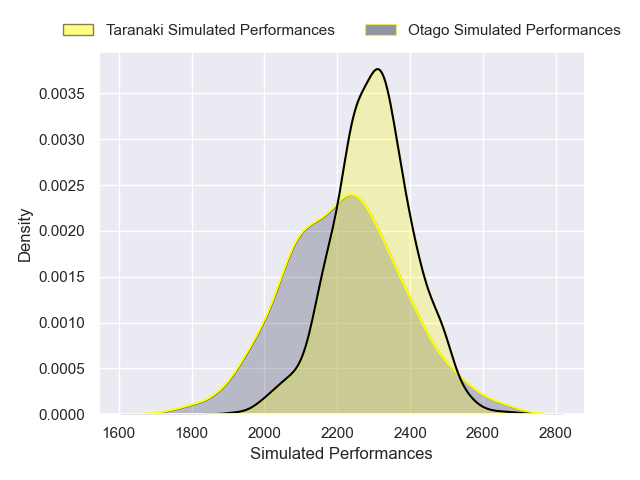 Taranaki Simulated Performances Otago Simulated Performances
0.0035
0.0030
0.0025
0.0020
0.0015
0.0010
0.0005
0.0000
Density
1600 1800 2000 2200 2400 2600 2800
Simulated Performances